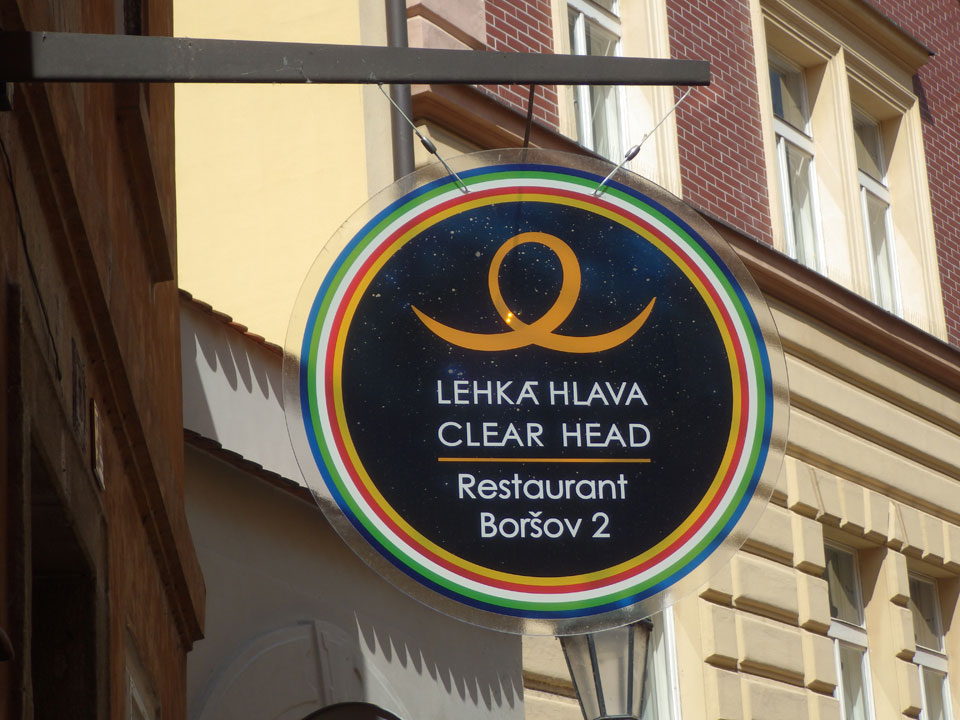 LEHKÁ HLAVA
CLEAR HEAD
Restaurant
Boršov 2